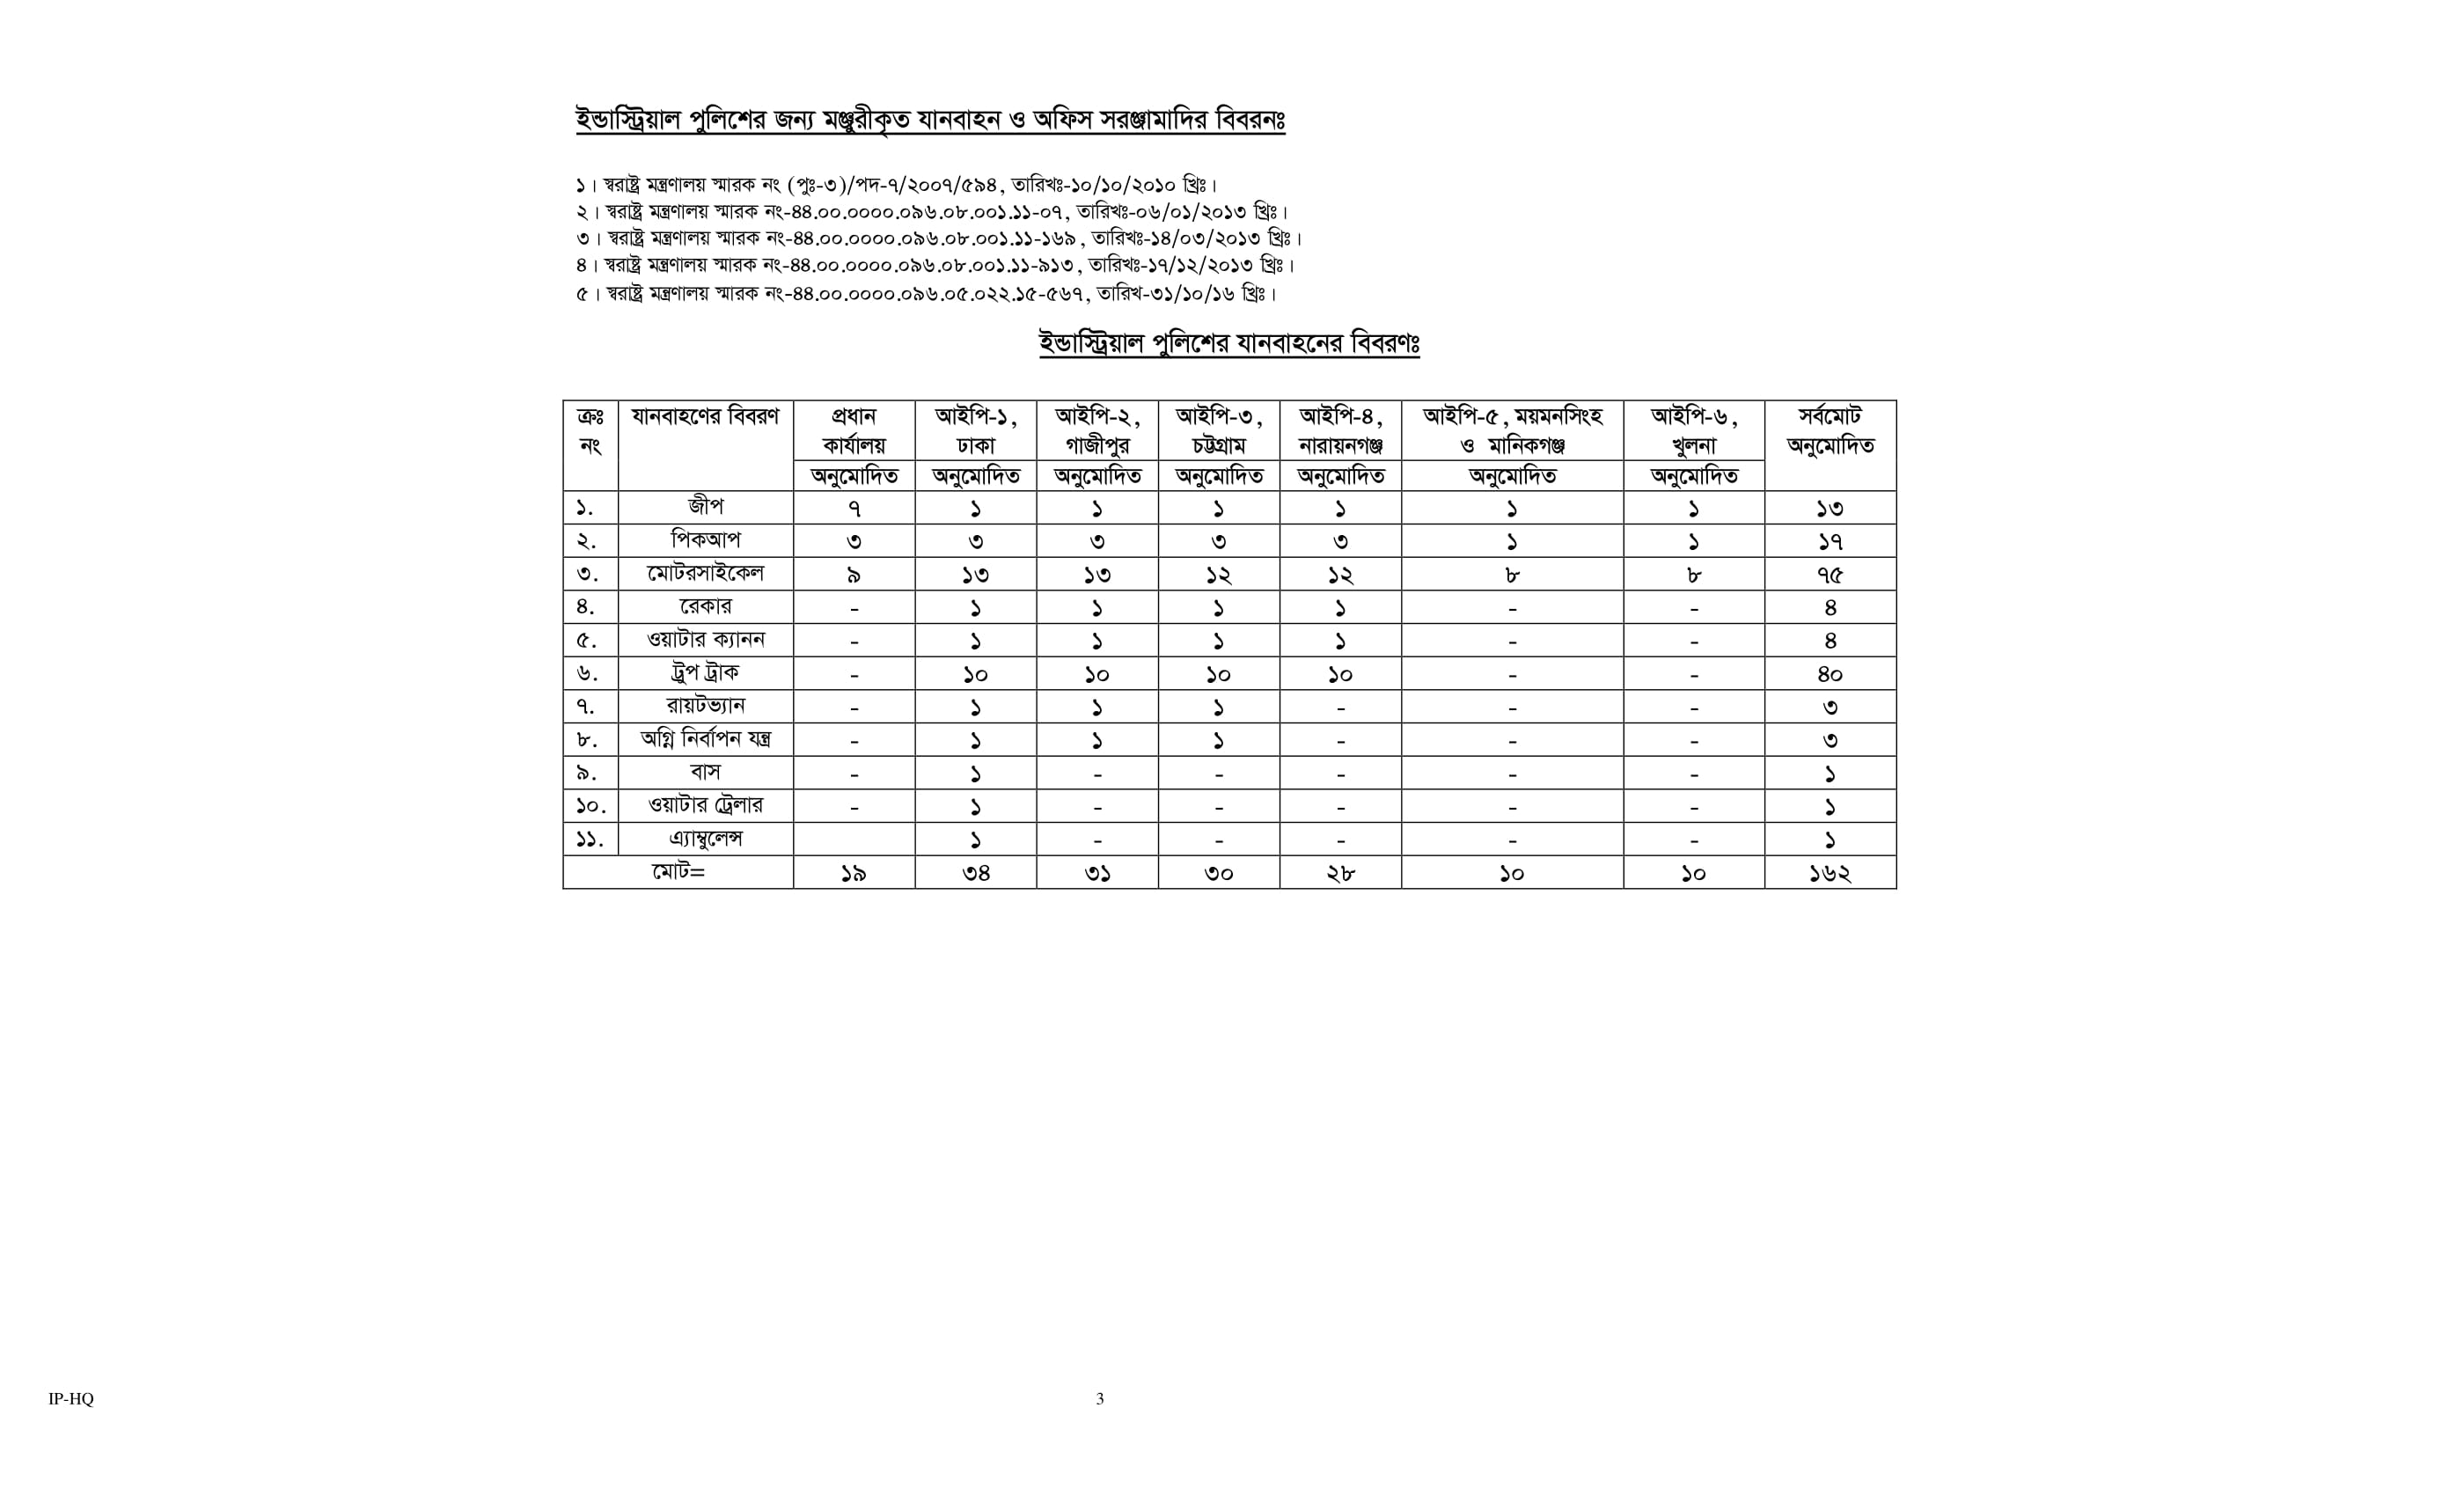 ইন্ডাস্ট্রিয়াল পুলিশের জন্য মঞ্জুরীকৃত যানবাহন ও অফিস সরঞ্জামাদির বিবরনঃ
১। স্বরাষ্ট্র মন্ত্রণালয় স্মারক নং (পুঃ-৩)/পদ-৭/২০০৭/৫৯৪, তারিখঃ-১০/১০/২০১০ খ্রিঃ।
২। স্বরাষ্ট্র মন্ত্রণালয় স্মারক নং-৪৪.০০.০০০০.০৯৬.০৮.০০১.১১-০৭, তারিখঃ-০৬/০১/২০১৩ খ্রিঃ।
৩। স্বরাষ্ট্র মন্ত্রণালয় স্মারক নং-৪৪.০০.০০০০.০৯৬.০৮.০০১.১১-১৬৯, তারিখঃ-১৪/০৩/২০১৩ খ্রিঃ।
৪। স্বরাষ্ট্র মন্ত্রণালয় স্মারক নং-৪৪.০০.০০০০.০৯৬.০৮.০০১.১১-৯১৩, তারিখঃ-১৭/১২/২০১৩ খ্রিঃ।
৫। স্বরাষ্ট্র মন্ত্রণালয় স্মারক নং-৪৪.০০.০০০০.০৯৬.০৫.০২২.১৫-৫৬৭, তারিখ-৩১/১০/১৬ খ্রিঃ।
ইন্ডাস্ট্রিয়াল পুলিশের যানবাহনের বিবরণঃ
ক্রঃ যানবাহণের বিবরণ প্রধান আইপি-১, আইপি-২, আইপি-৩, আইপি-৪, আইপি-৫, ময়মনসিংহ আইপি-৬, সর্বমোট
নং কার্যালয় ঢাকা গাজীপুর চট্টগ্রাম নারায়নগঞ্জ ও মানিকগঞ্জ খুলনা অনুমোদিত
অনুমোদিত অনুমোদিত অনুমোদিত অনুমোদিত অনুমোদিত অনুমোদিত অনুমোদিত
১. জীপ ৭ ১ ১ ১ ১ ১ ১ ১৩
২. পিকআপ ৩ ৩ ৩ ৩ ৩ ১ ১ ১৭
৩. মোটরসাইকেল ৯ ১৩ ১৩ ১২ ১২ ৮ ৮ ৭৫
৪. রেকার - ১ ১ ১ ১ - - ৪
৫. ওয়াটার ক্যানন - ১ ১ ১ ১ - - ৪
৬. ট্রুপ ট্রাক - ১০ ১০ ১০ ১০ - - ৪০
৭. রায়টভ্যান - ১ ১ ১ - - - ৩
৮. অগ্নি নির্বাপন যন্ত্র - ১ ১ ১ - - - ৩
৯. বাস - ১ - - - - - ১
১০. ওয়াটার ট্রেলার - ১ - - - - - ১
১১. এ্যাম্বুলেন্স ১ - - - - - ১
মোট= ১৯ ৩৪ ৩১ ৩০ ২৮ ১০ ১০ ১৬২
IP-HQ 3